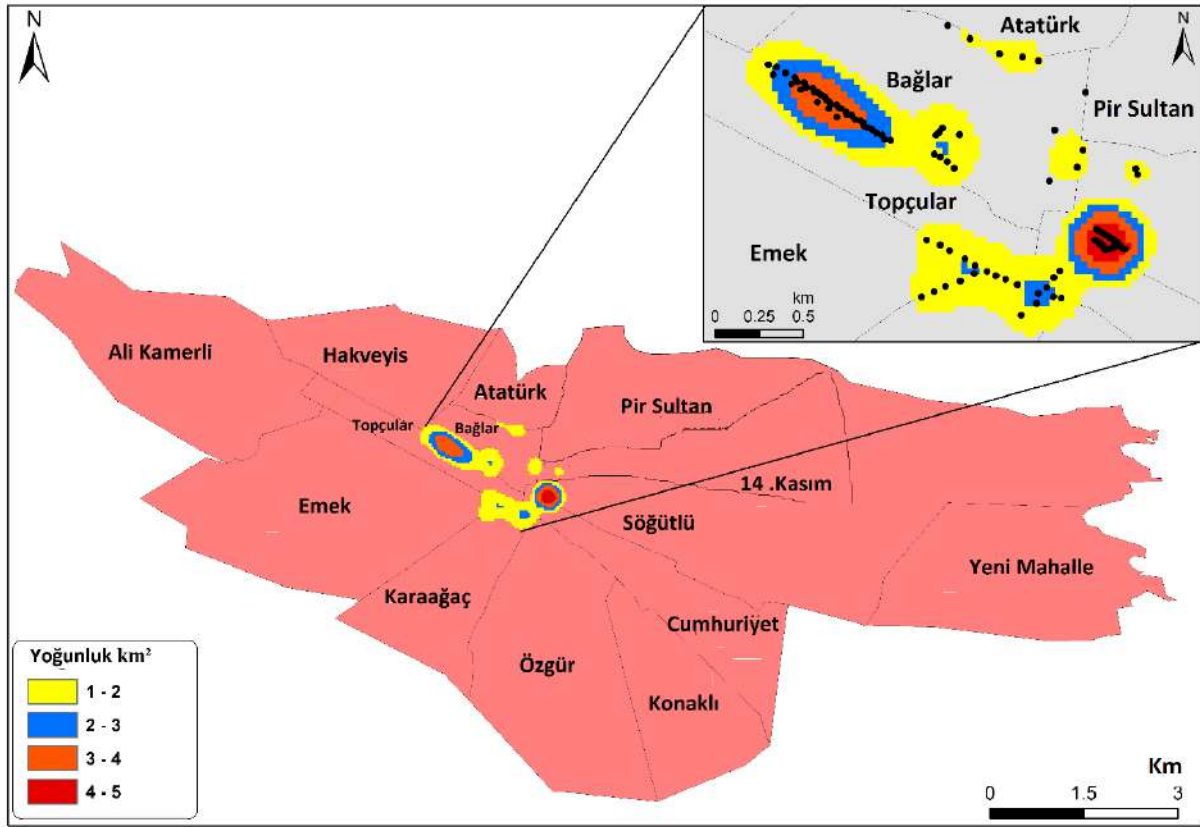 N
Atatürk
N
Bağlar
Pir Sultan
Topçular
Emek
km
0 0.25 0.5
Ali Kamerli
Hakveyis
Atatürk
Pir Sultan
Topçular
Bağlar
Emek
14 .Kasım
Söğütlü
Yeni Mahalle
Karaağaç
Cumhuriyet
Özgür
Konaklı
Yoğunluk km²
1 - 2
2 - 3
3 - 4
4 - 5
Km
0 1.5 3